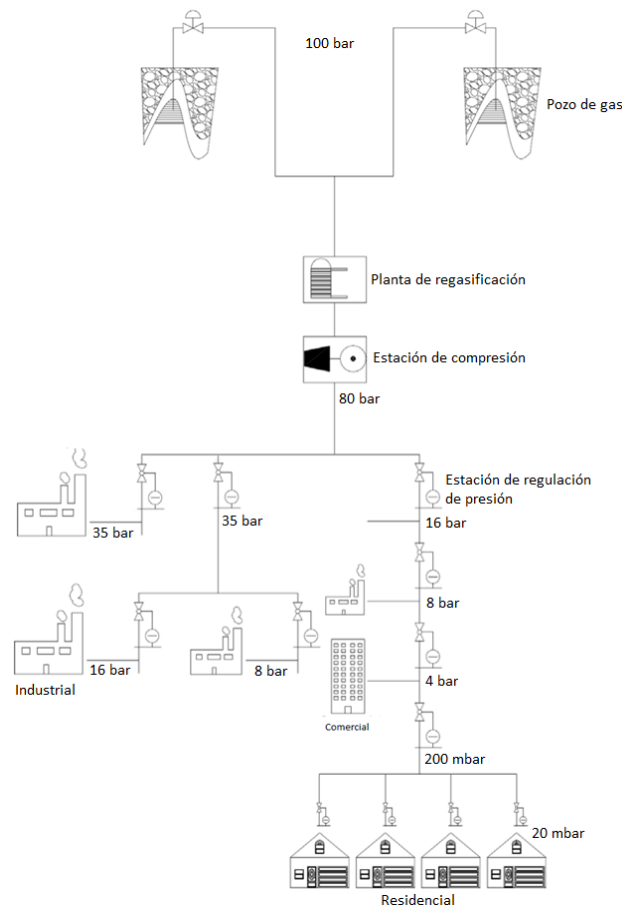 100 bar
Pozo de gas
Planta de regasificación
Estación de compresión
80 bar
Estación de regulación
de presión
35 bar
35 bar
16 bar
8 bar
16 bar
8 bar
Industrial
4 bar
Comercial
200 mbar
20 mbar
Residencial